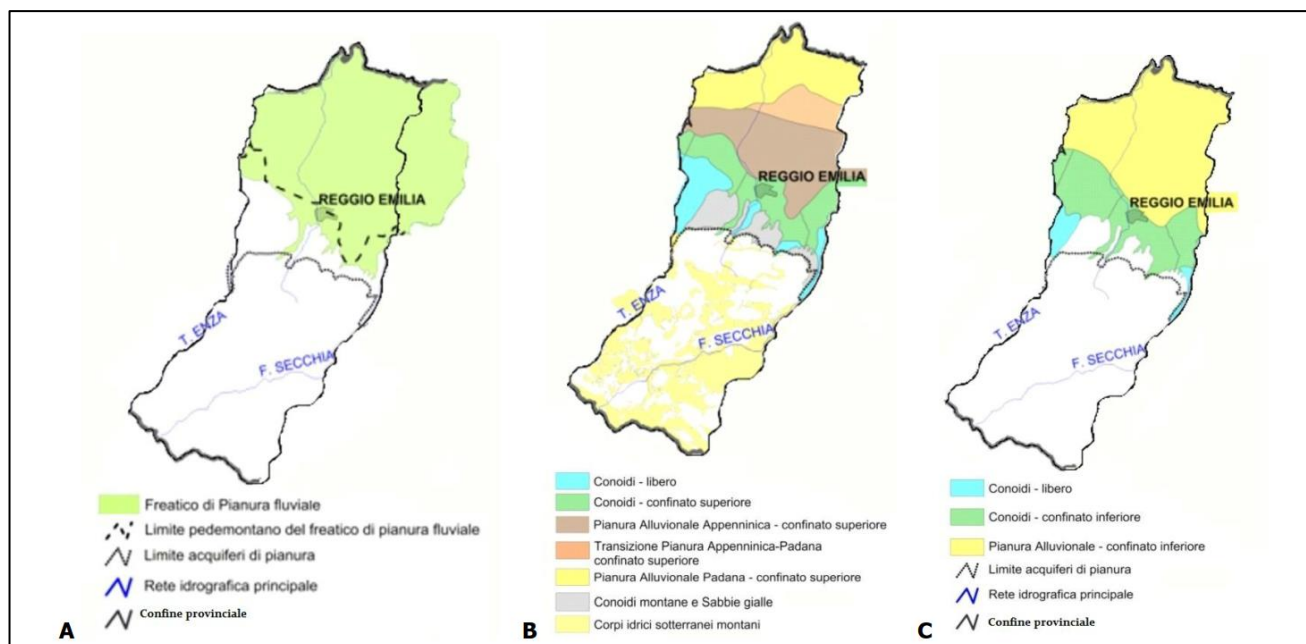 REGGIO EMILIA
T. ENZA
F. SECCHIA
Freatico di Pianura fluviale
Limite pedemontano del freatico di pianura fluviale
Limite acquiferi di pianura
Rete idrografica principale
Confine provinciale
A
A
REGGIO EMILIA
T. ENZA
F. SECCHIA
Conoidi - libero
Conoidi - confinato superiore
Pianura Alluvionale Appenninica - confinato superiore
Transizione Pianura Appenninica-Padana
confinato superiore
Pianura Alluvionale Padana - confinato superiore
Conoidi montane e Sabbie gialle
Corpi idrici sotterranei montani
B
A
REGGIO EMILIA
T. ENZA
F. SECCHIA
Conoidi - libero
Conoidi - confinato inferiore
Pianura Alluvionale - confinato inferiore
Limite acquiferi di pianura
Rete idrografica principale
Confine provinciale
C